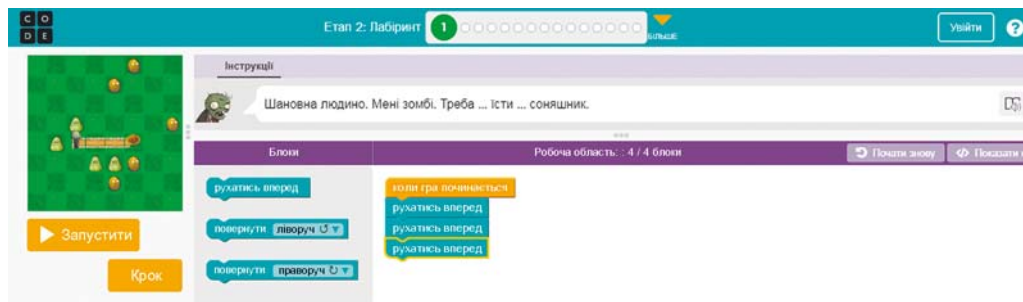 C O
D E
Етап 2: Лабіринт 1 БІЛЬШЕ
Увійти ?
Інструкції
Шановна людино. Мені зомбі. Треба ... їсти ... соняшник.
Блоки
Робоча область: : 4 / 4 блоки
Почати знову
Показати
рухатись вперед
повернути ліворуч
повернути праворуч
коли гра починається
рухатись вперед
рухатись вперед
рухатись вперед
Запустити
Крок